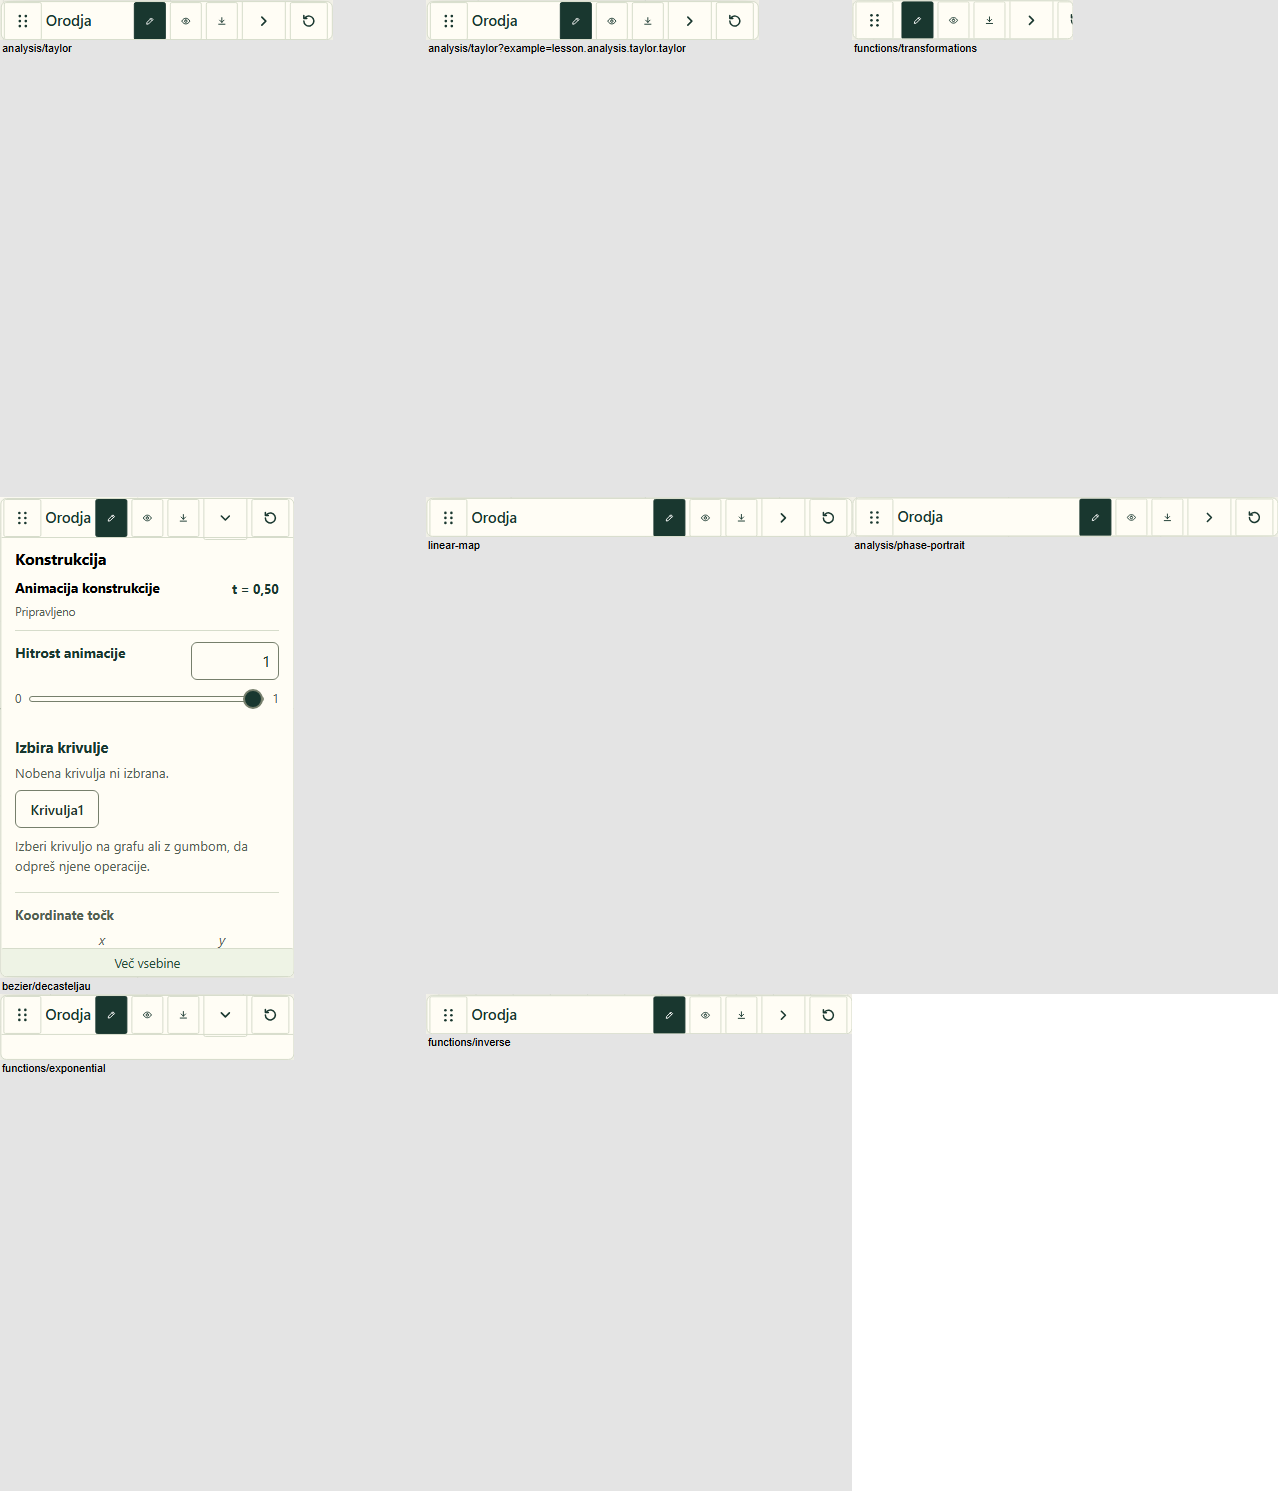 Orodja
analysis/taylor
Orodja
analysis/taylor?example=lesson.analysis.taylor.taylor
functions/transformations
Orodja
Konstrukcija
Animacija konstrukcije
t = 0,50
Pripravljeno
Hitrost animacije
1
0
1
Izbira krivulje
Nobena krivulja ni izbrana.
Krivulja1
Izberi krivuljo na grafu ali z gumbom, da
odpreš njene operacije.
Koordinate točk
x y
Več vsebine
bezier/decasteljau
Orodja
linear-map
Orodja
analysis/phase-portrait
Orodja
functions/exponential
Orodja
functions/inverse